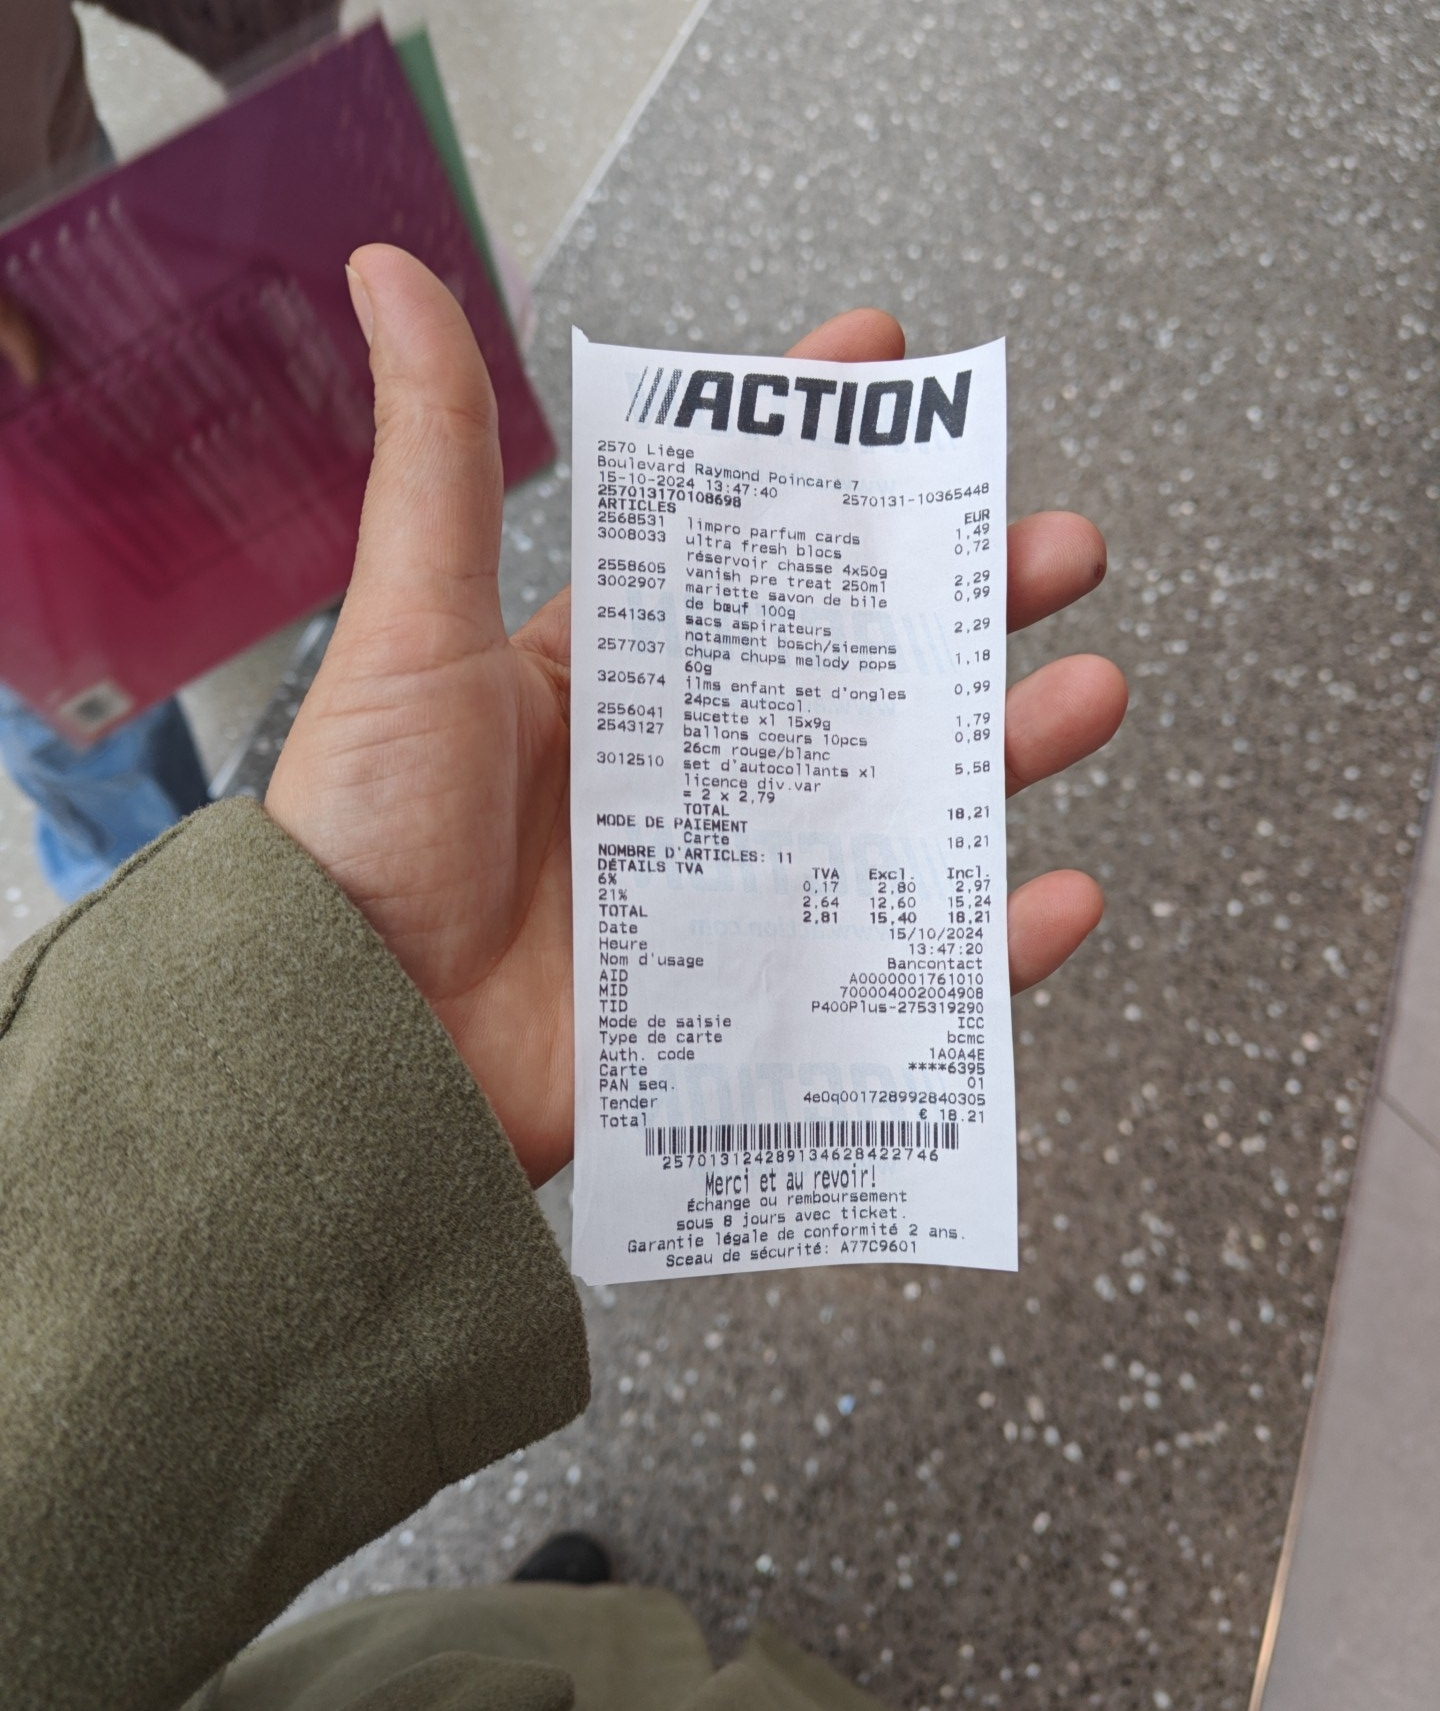 ///ACTION
2570 Liège
Boulevard Raymond Poincaré 7
15-10-2024 13:47:40 2570131-10365448
257013170108698
ARTICLES EUR
2568531 limpro parfum cards 1,49
3008033 ultra fresh blocs 0,72
réservoir chasse 4x50g
2558605 vanish pre treat 250ml 2,29
3002907 mariette savon de bile 0,99
de bœuf 100g
2541363 sacs aspirateurs 2,29
notamment bosch/siemens
2577037 chupa chups melody pops 1,18
60g
3205674 ilms enfant set d'ongles 0,99
24pcs autocol.
2556041 sucette xl 15x9g 1,79
2543127 ballons coeurs 10pcs 0,89
26cm rouge/blanc
3012510 set d'autocollants xl 5,58
licence div.var
= 2 x 2,79
TOTAL 18,21
MODE DE PAIEMENT
Carte 18,21
NOMBRE D'ARTICLES: 11
DÉTAILS TVA TVA Excl. Incl.
6% 0,17 2,80 2,97
21% 2,64 12,60 15,24
TOTAL 2,81 15,40 18,21
Date 15/10/2024
Heure 13:47:20
Nom d'usage Bancontact
AID A0000001761010
MID 700004002004908
TID P400Plus-275319290
Mode de saisie ICC
Type de carte bcmc
Auth. code 1A0A4E
Carte ****6395
PAN seq. 01
Tender 4e0q001728992840305
Total € 18.21
257013124289134628422746
Merci et au revoir!
Échange ou remboursement
sous 8 jours avec ticket.
Garantie légale de conformité 2 ans.
Sceau de sécurité: A77C9601